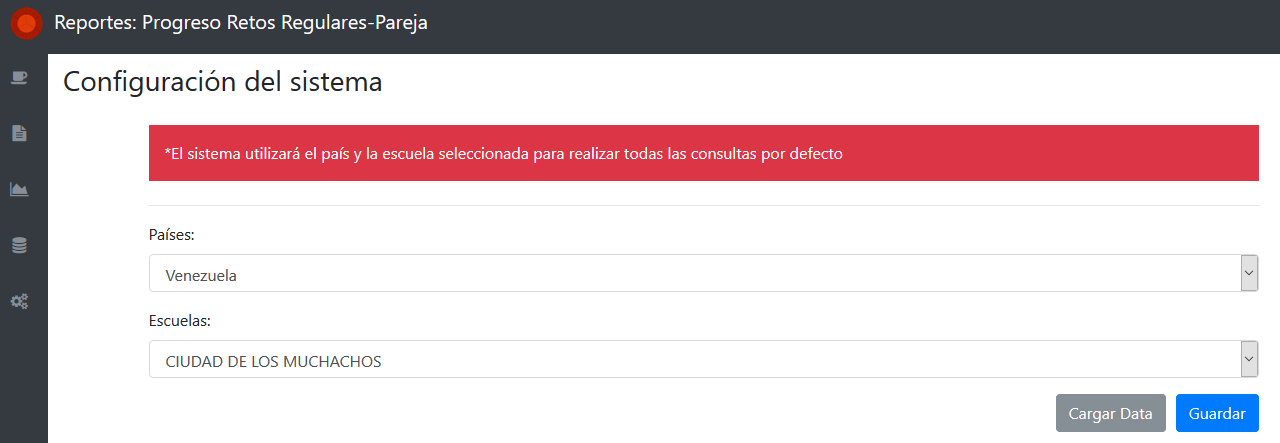 Reportes: Progreso Retos Regulares-Pareja
Configuración del sistema
*El sistema utilizará el país y la escuela seleccionada para realizar todas las consultas por defecto
Países:
Venezuela
Escuelas:
CIUDAD DE LOS MUCHACHOS
Cargar Data Guardar